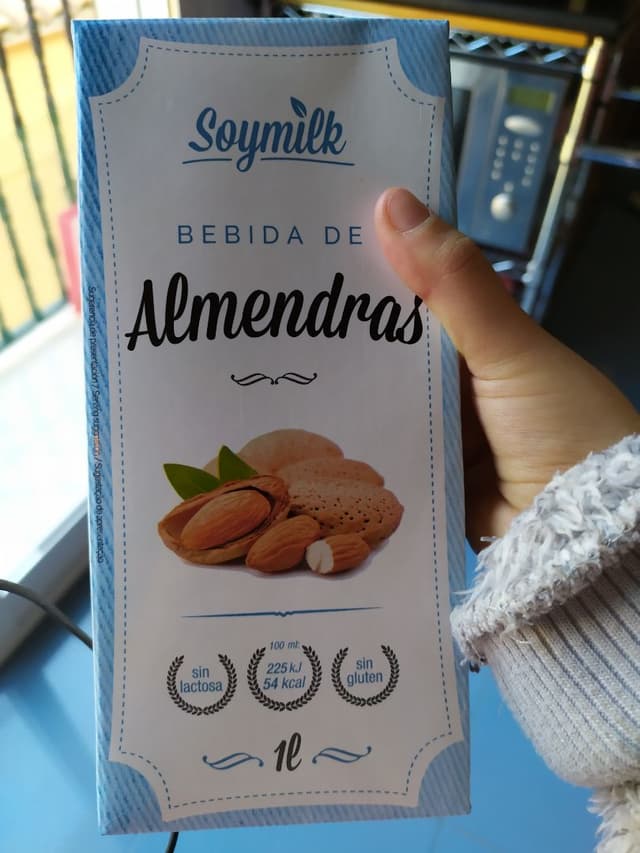 Soymilk
BEBIDA DE
Almendras
sin
lactosa
100 ml:
225 kJ
54 kcal
sin
gluten
1l